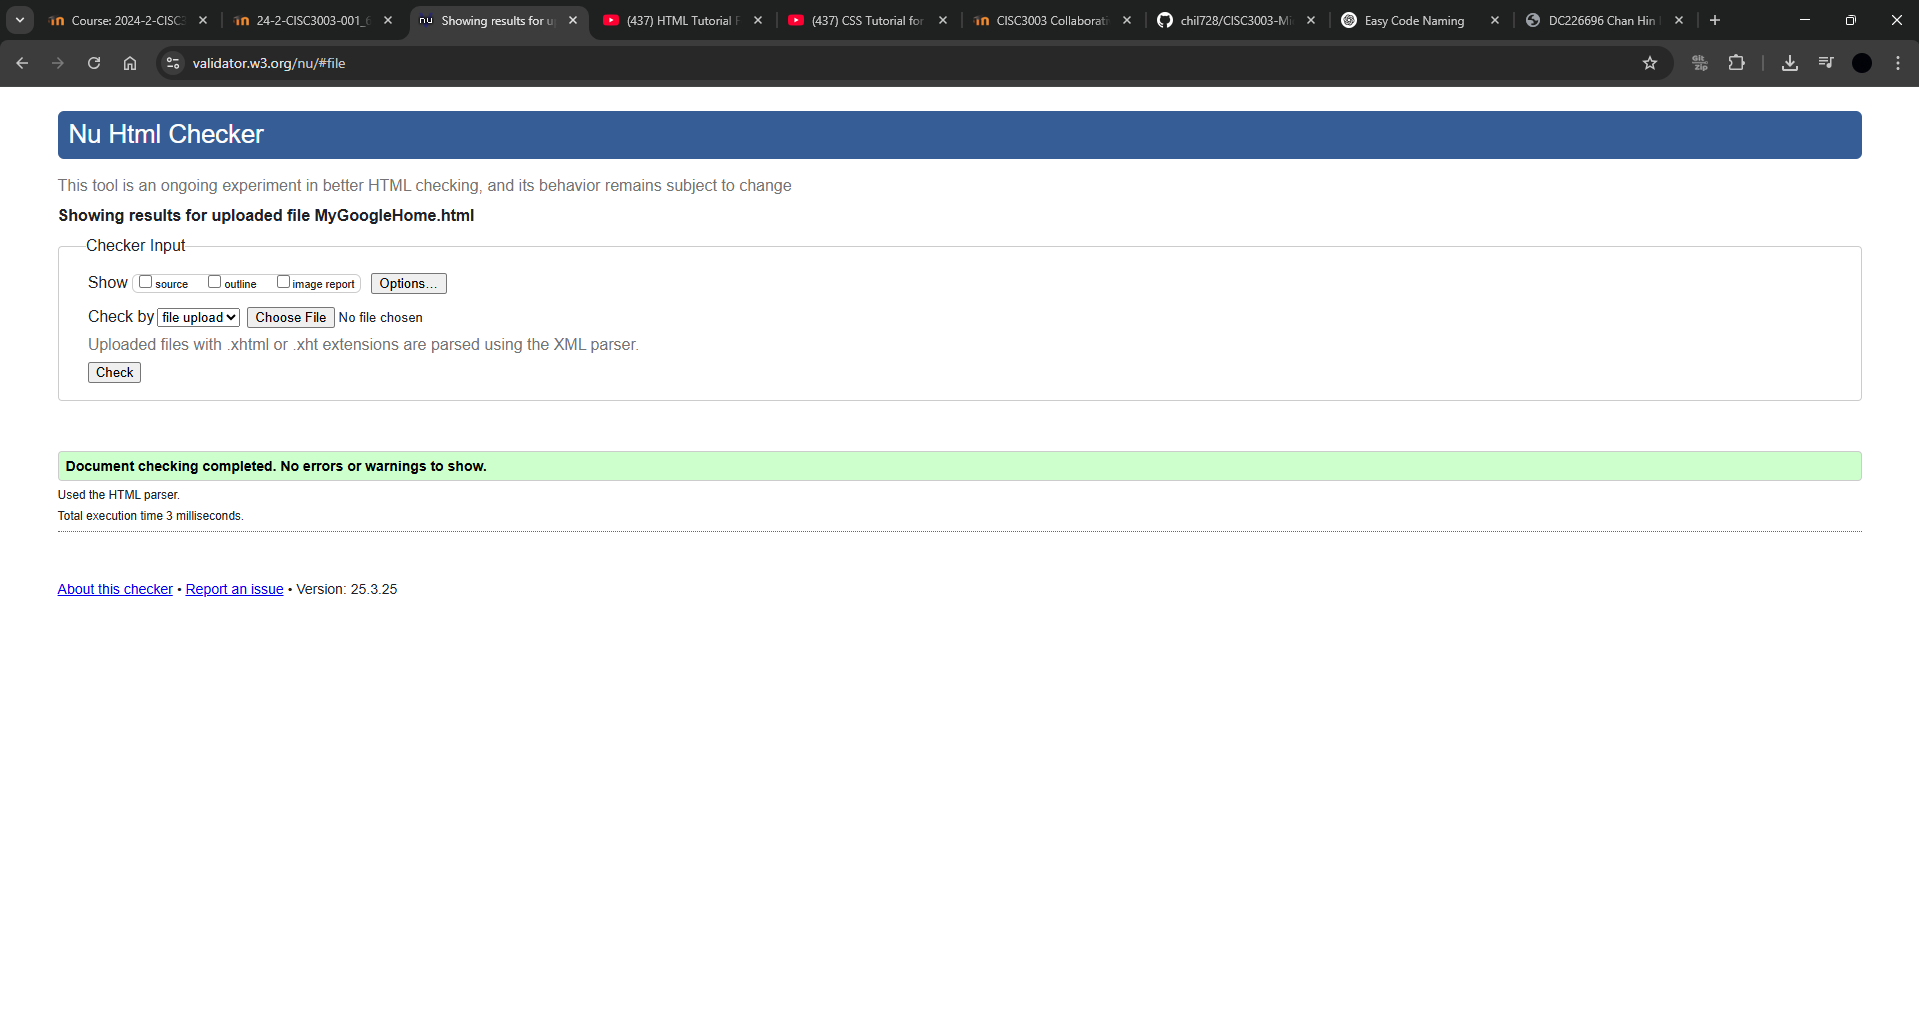 Course: 2024-2-CISC3
24-2-CISC3003-001_6
nu
Showing results for u
(437) HTML Tutorial F
(437) CSS Tutorial for
CISC3003 Collaborati
chil728/CISC3003-Mi
Easy Code Naming
DC226696 Chan Hin
validator.w3.org/nu/#file
Git Zip
Nu Html Checker
This tool is an ongoing experiment in better HTML checking, and its behavior remains subject to change
Showing results for uploaded file MyGoogleHome.html
Checker Input
Show source outline image report Options...
Check by file upload Choose File No file chosen
Uploaded files with .xhtml or .xht extensions are parsed using the XML parser.
Check
Document checking completed. No errors or warnings to show.
Used the HTML parser.
Total execution time 3 milliseconds.
About this checker • Report an issue • Version: 25.3.25